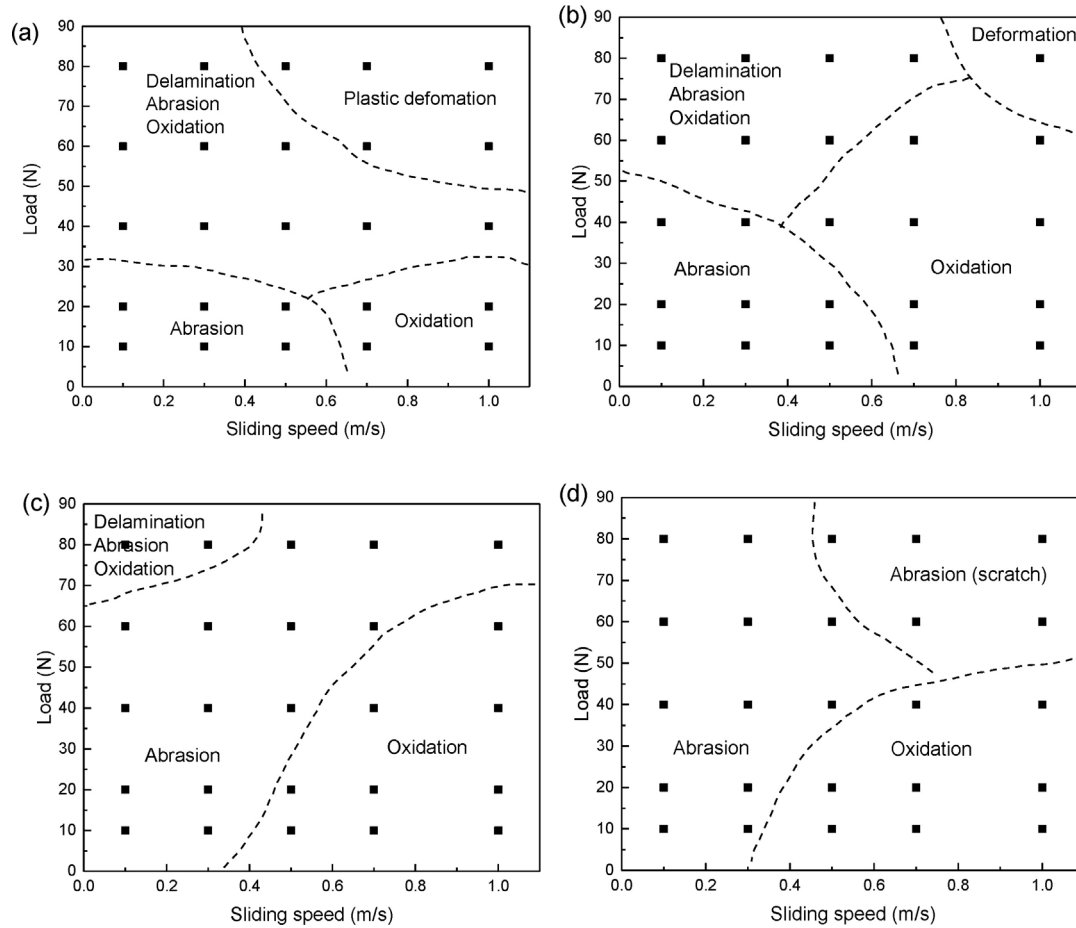 (a)
90
80
70
60
50
40
30
20
10
0
Load (N)
Delamination
Abrasion
Oxidation
Plastic defomation
Abrasion
Oxidation
0.0 0.2 0.4 0.6 0.8 1.0
Sliding speed (m/s)
(b)
90
80
70
60
50
40
30
20
10
0
Load (N)
Deformation
Delamination
Abrasion
Oxidation
Abrasion
Oxidation
0.0 0.2 0.4 0.6 0.8 1.0
Sliding speed (m/s)
(c)
90
80
70
60
50
40
30
20
10
0
Load (N)
Delamination
Abrasion
Oxidation
Abrasion
Oxidation
0.0 0.2 0.4 0.6 0.8 1.0
Sliding speed (m/s)
(d)
90
80
70
60
50
40
30
20
10
0
Load (N)
Abrasion (scratch)
Abrasion
Oxidation
0.0 0.2 0.4 0.6 0.8 1.0
Sliding speed (m/s)